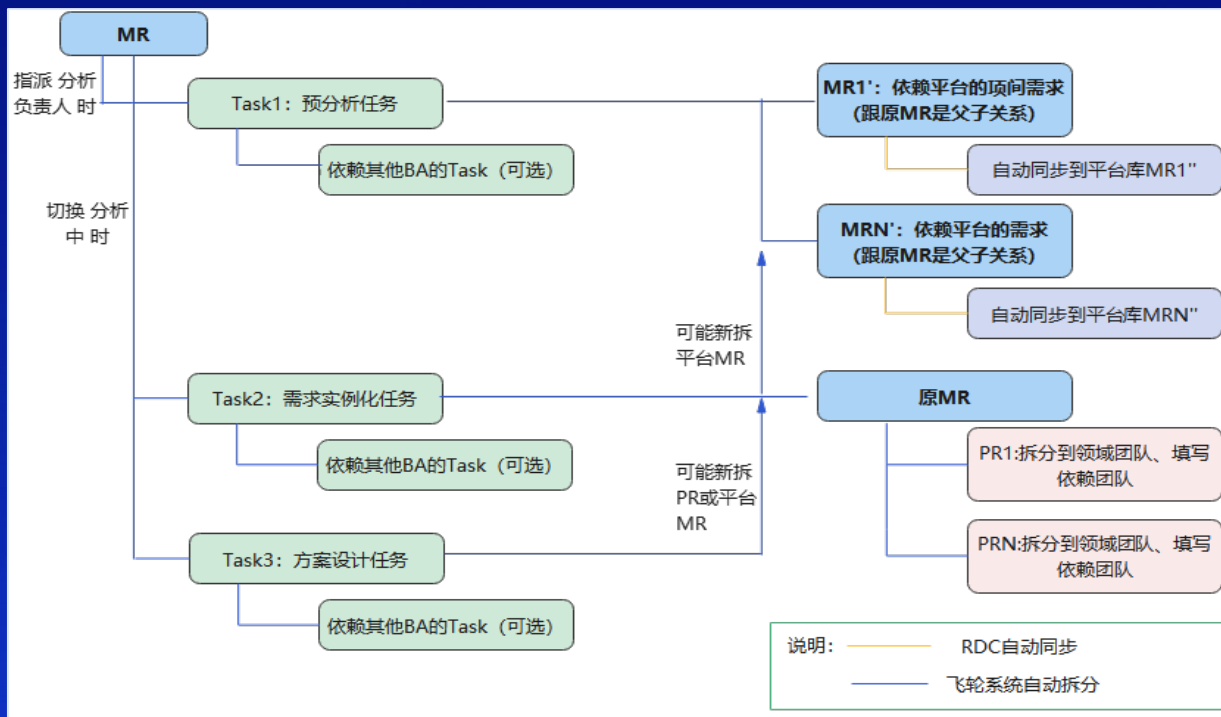 MR
指派 分析
负责人 时
Task1：预分析任务
依赖其他BA的Task（可选）
切换 分析
中 时
Task2：需求实例化任务
依赖其他BA的Task（可选）
Task3：方案设计任务
依赖其他BA的Task（可选）
MR1'：依赖平台的项问需求
(跟原MR是父子关系)
自动同步到平台库MR1''
MRN'：依赖平台的需求
(跟原MR是父子关系)
自动同步到平台库MRN''
可能新拆
平台MR
原MR
可能新拆
PR或平台
MR
PR1:拆分到领域团队、填写
依赖团队
PRN:拆分到领域团队、填写
依赖团队
说明：
RDC自动同步
飞轮系统自动拆分